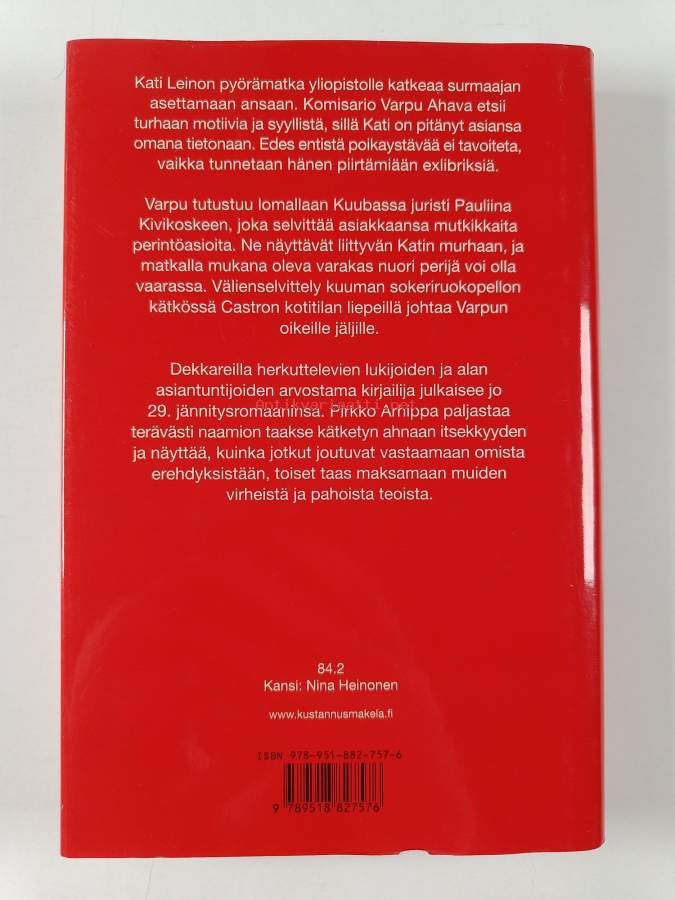 Kati Leinon pyörämatka yliopistolle katkeaa surmaajan
asettamaan ansaan. Komisario Varpu Ahava etsii
turhaan motiivia ja syyllistä, sillä Kati on pitänyt asiansa
omana tietonaan. Edes entistä poikaystävää ei tavoiteta,
vaikka tunnetaan hänen piirtämiään exlibriksiä.
Varpu tutustuu lomallaan Kuubassa juristi Pauliina
Kivikoskeen, joka selvittää asiakkaansa mutkikkaita
perintöasioita. Ne näyttävät liittyvän Katin murhaan, ja
matkalla mukana oleva varakas nuori perijä voi olla
vaarassa. Välienselvittely kuuman sokeriruokopellon
kätkössä Castron kotitilan liepeillä johtaa Varpun
oikeille jäljille.
Dekkareilla herkuttelevien lukijoiden ja alan
asiantuntijoiden arvostama kirjailija julkaisee jo
Antikvariaatti.net
29. jännitysromaaninsa. Pirkko Arhippa paljastaa
terävästi naamion taakse kätketyn ahnaan itsekkyyden
ja näyttää, kuinka jotkut joutuvat vastaamaan omista
erehdyksistään, toiset taas maksamaan muiden
virheistä ja pahoista teoista.
84.2
Kansi: Nina Heinonen
www.kustannusmakela.fi
ISBN 978-951-882-757-6
9 789518 827576